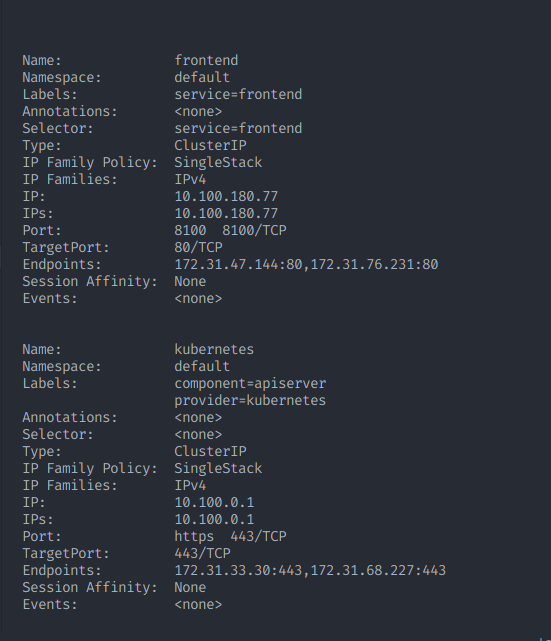 Name: frontend
Namespace: default
Labels: service=frontend
Annotations: <none>
Selector: service=frontend
Type: ClusterIP
IP Family Policy: SingleStack
IP Families: IPv4
IP: 10.100.180.77
IPs: 10.100.180.77
Port: 8100 8100/TCP
TargetPort: 80/TCP
Endpoints: 172.31.47.144:80,172.31.76.231:80
Session Affinity: None
Events: <none>
Name: kubernetes
Namespace: default
Labels: component=apiserver
provider=kubernetes
Annotations: <none>
Selector: <none>
Type: ClusterIP
IP Family Policy: SingleStack
IP Families: IPv4
IP: 10.100.0.1
IPs: 10.100.0.1
Port: https 443/TCP
TargetPort: 443/TCP
Endpoints: 172.31.33.30:443,172.31.68.227:443
Session Affinity: None
Events: <none>